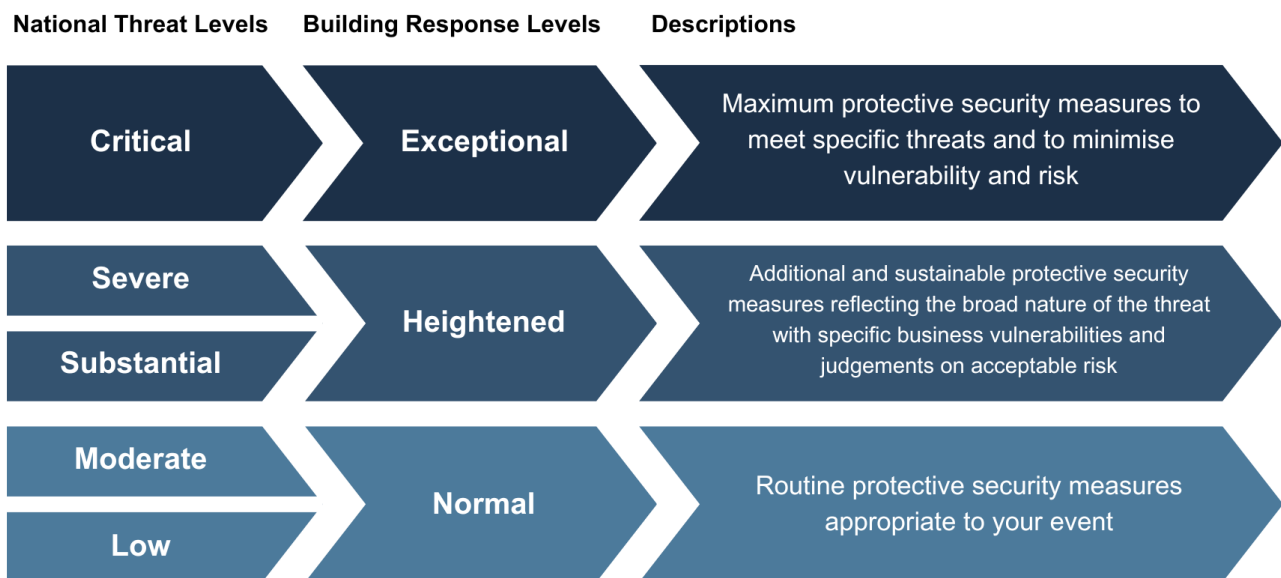 National Threat Levels
Building Response Levels
Descriptions
Critical
Exceptional
Maximum protective security measures to
meet specific threats and to minimise
vulnerability and risk
Severe
Substantial
Heightened
Additional and sustainable protective security
measures reflecting the broad nature of the threat
with specific business vulnerabilities and
judgements on acceptable risk
Moderate
Low
Normal
Routine protective security measures
appropriate to your event